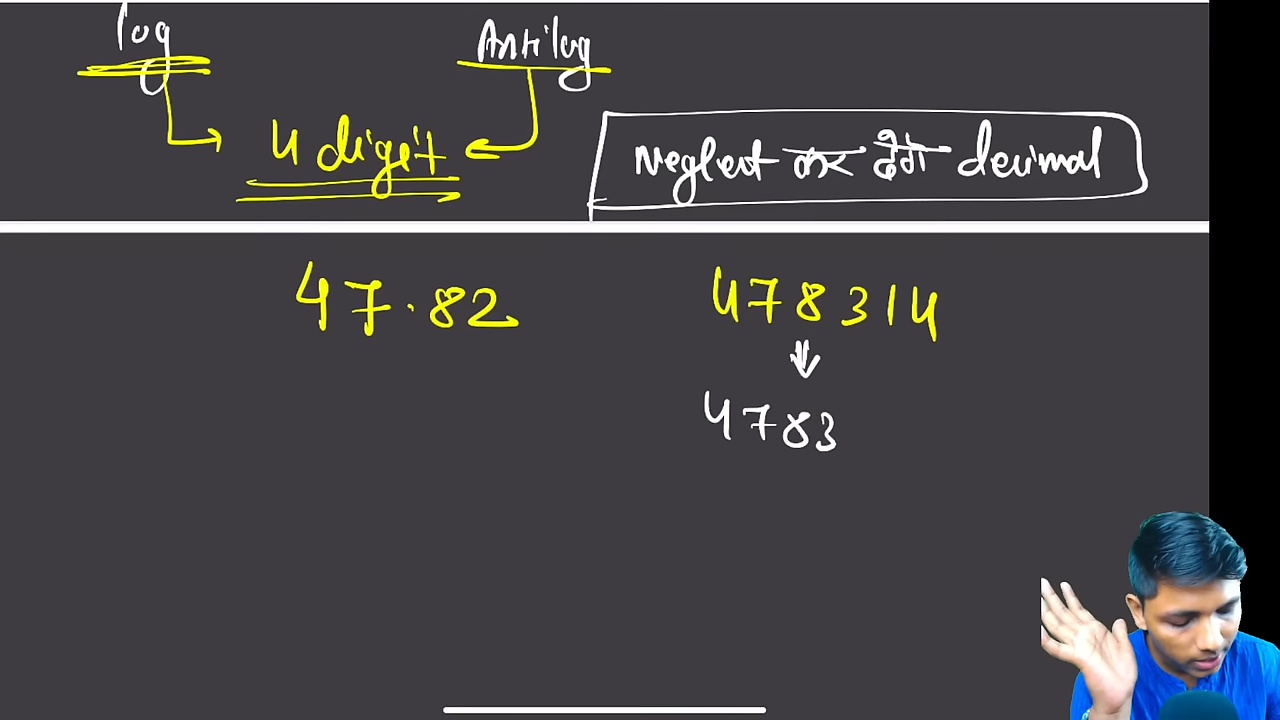 log Antilog
4 digit
Neglect कर देंगे decimal
47.82 478314
4783